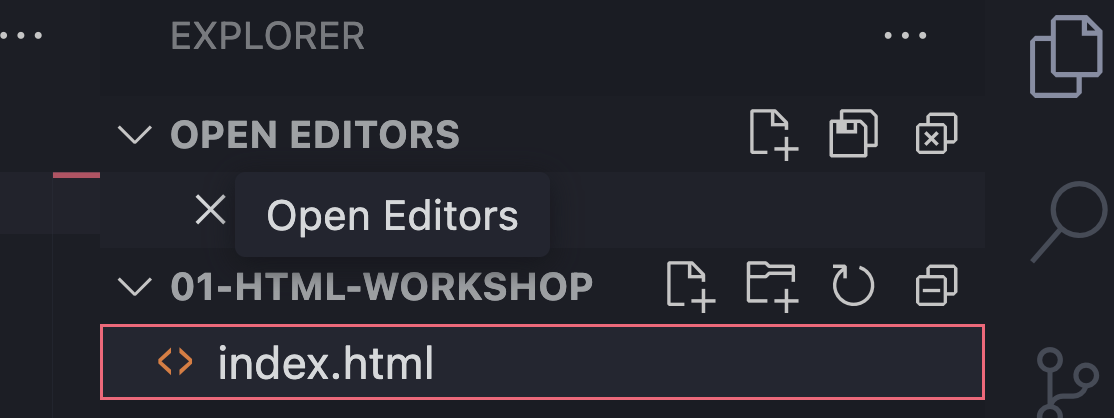 EXPLORER
OPEN EDITORS
Open Editors
01-HTML-WORKSHOP
index.html